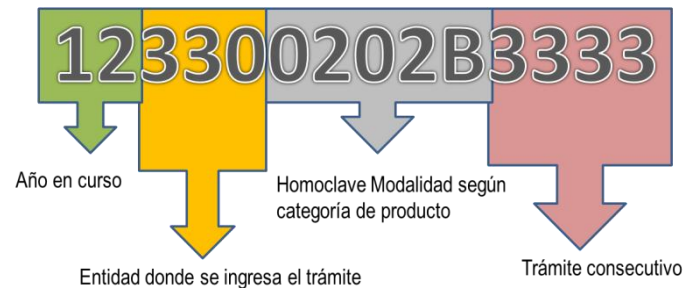 123300202B3333
Año en curso
Homoclave Modalidad según
categoría de producto
Entidad donde se ingresa el trámite
Trámite consecutivo